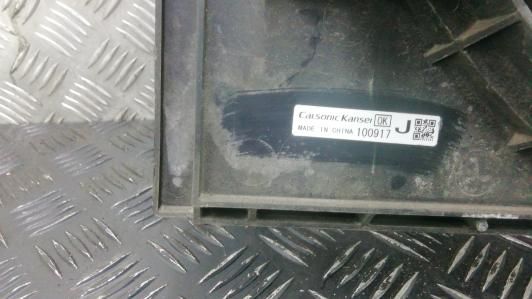 Calsonic Kansei OK
MADE IN CHINA 100917 J